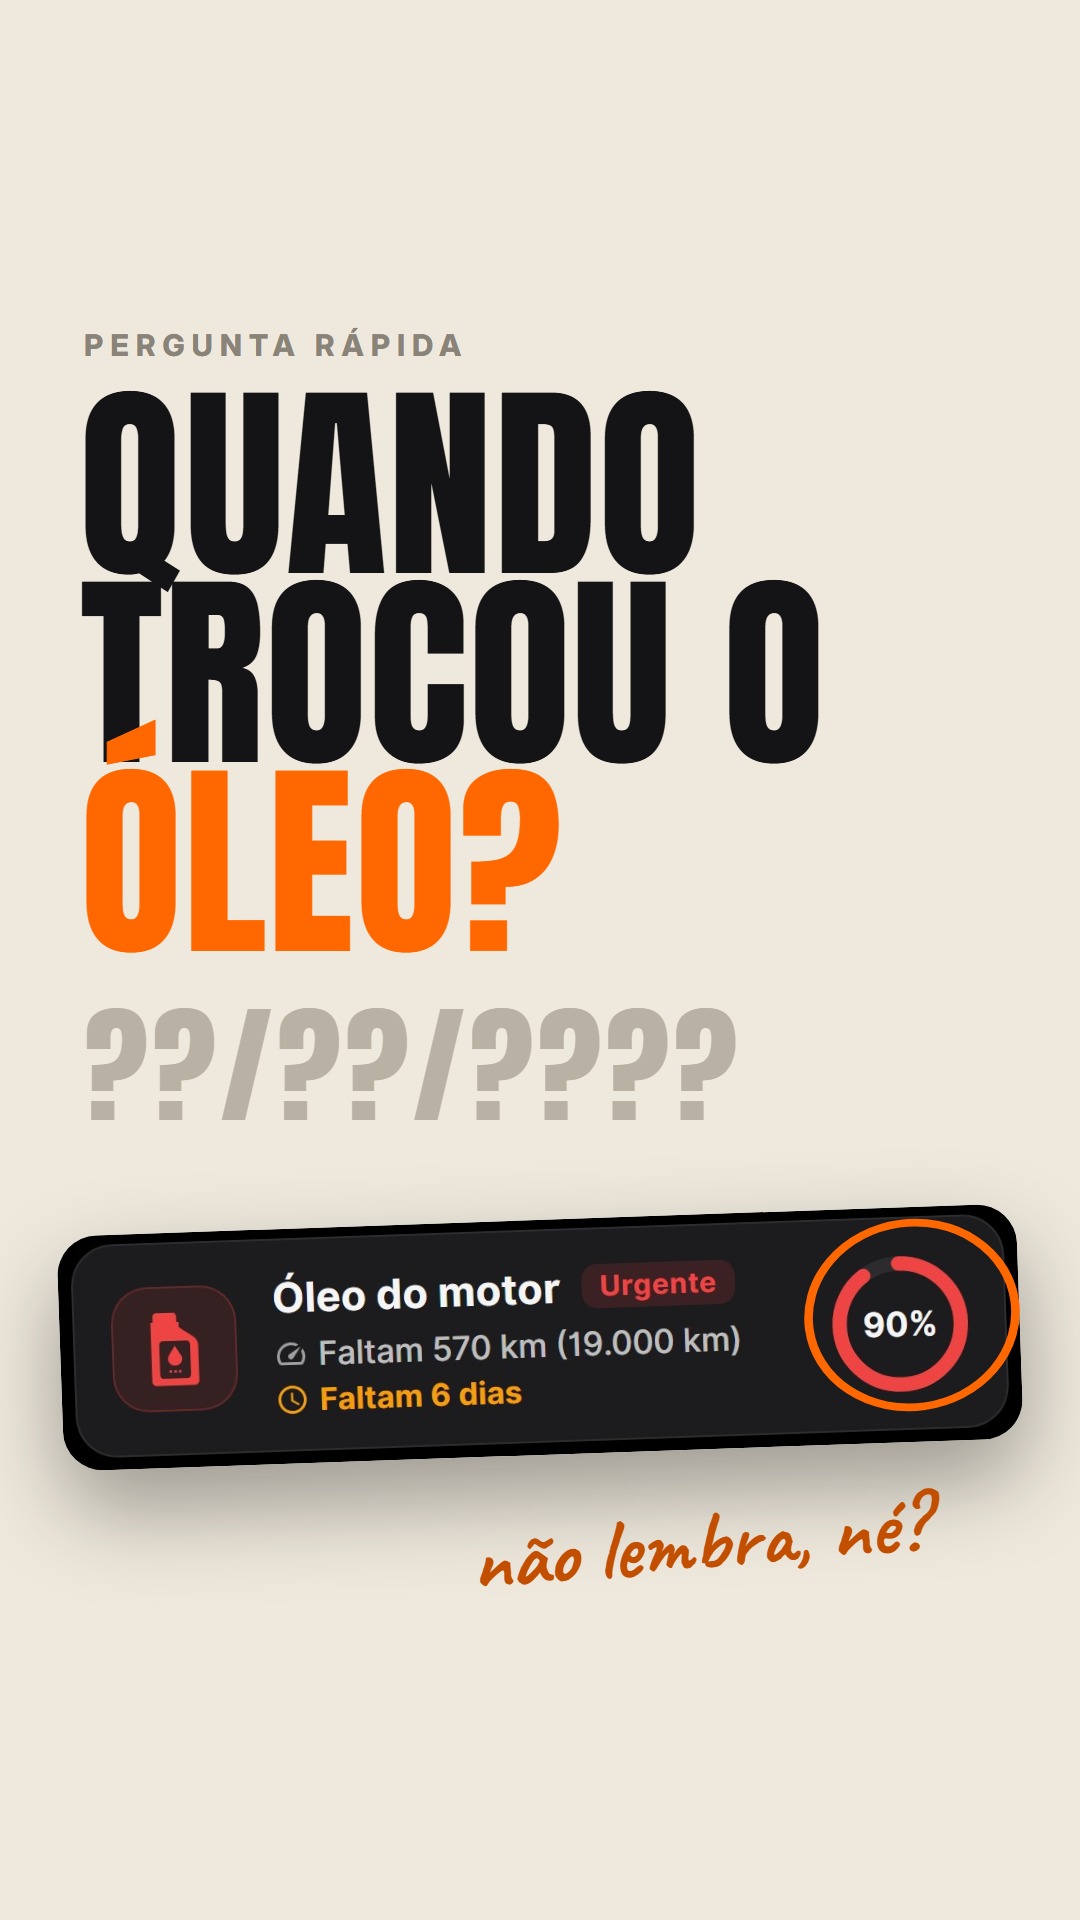 PERGUNTA RÁPIDA
QUANDO
TROCOU O
ÓLEO?
??/??/????
Óleo do motor Urgente
Faltam 570 km (19.000 km)
Faltam 6 dias
90%
não lembra, né?